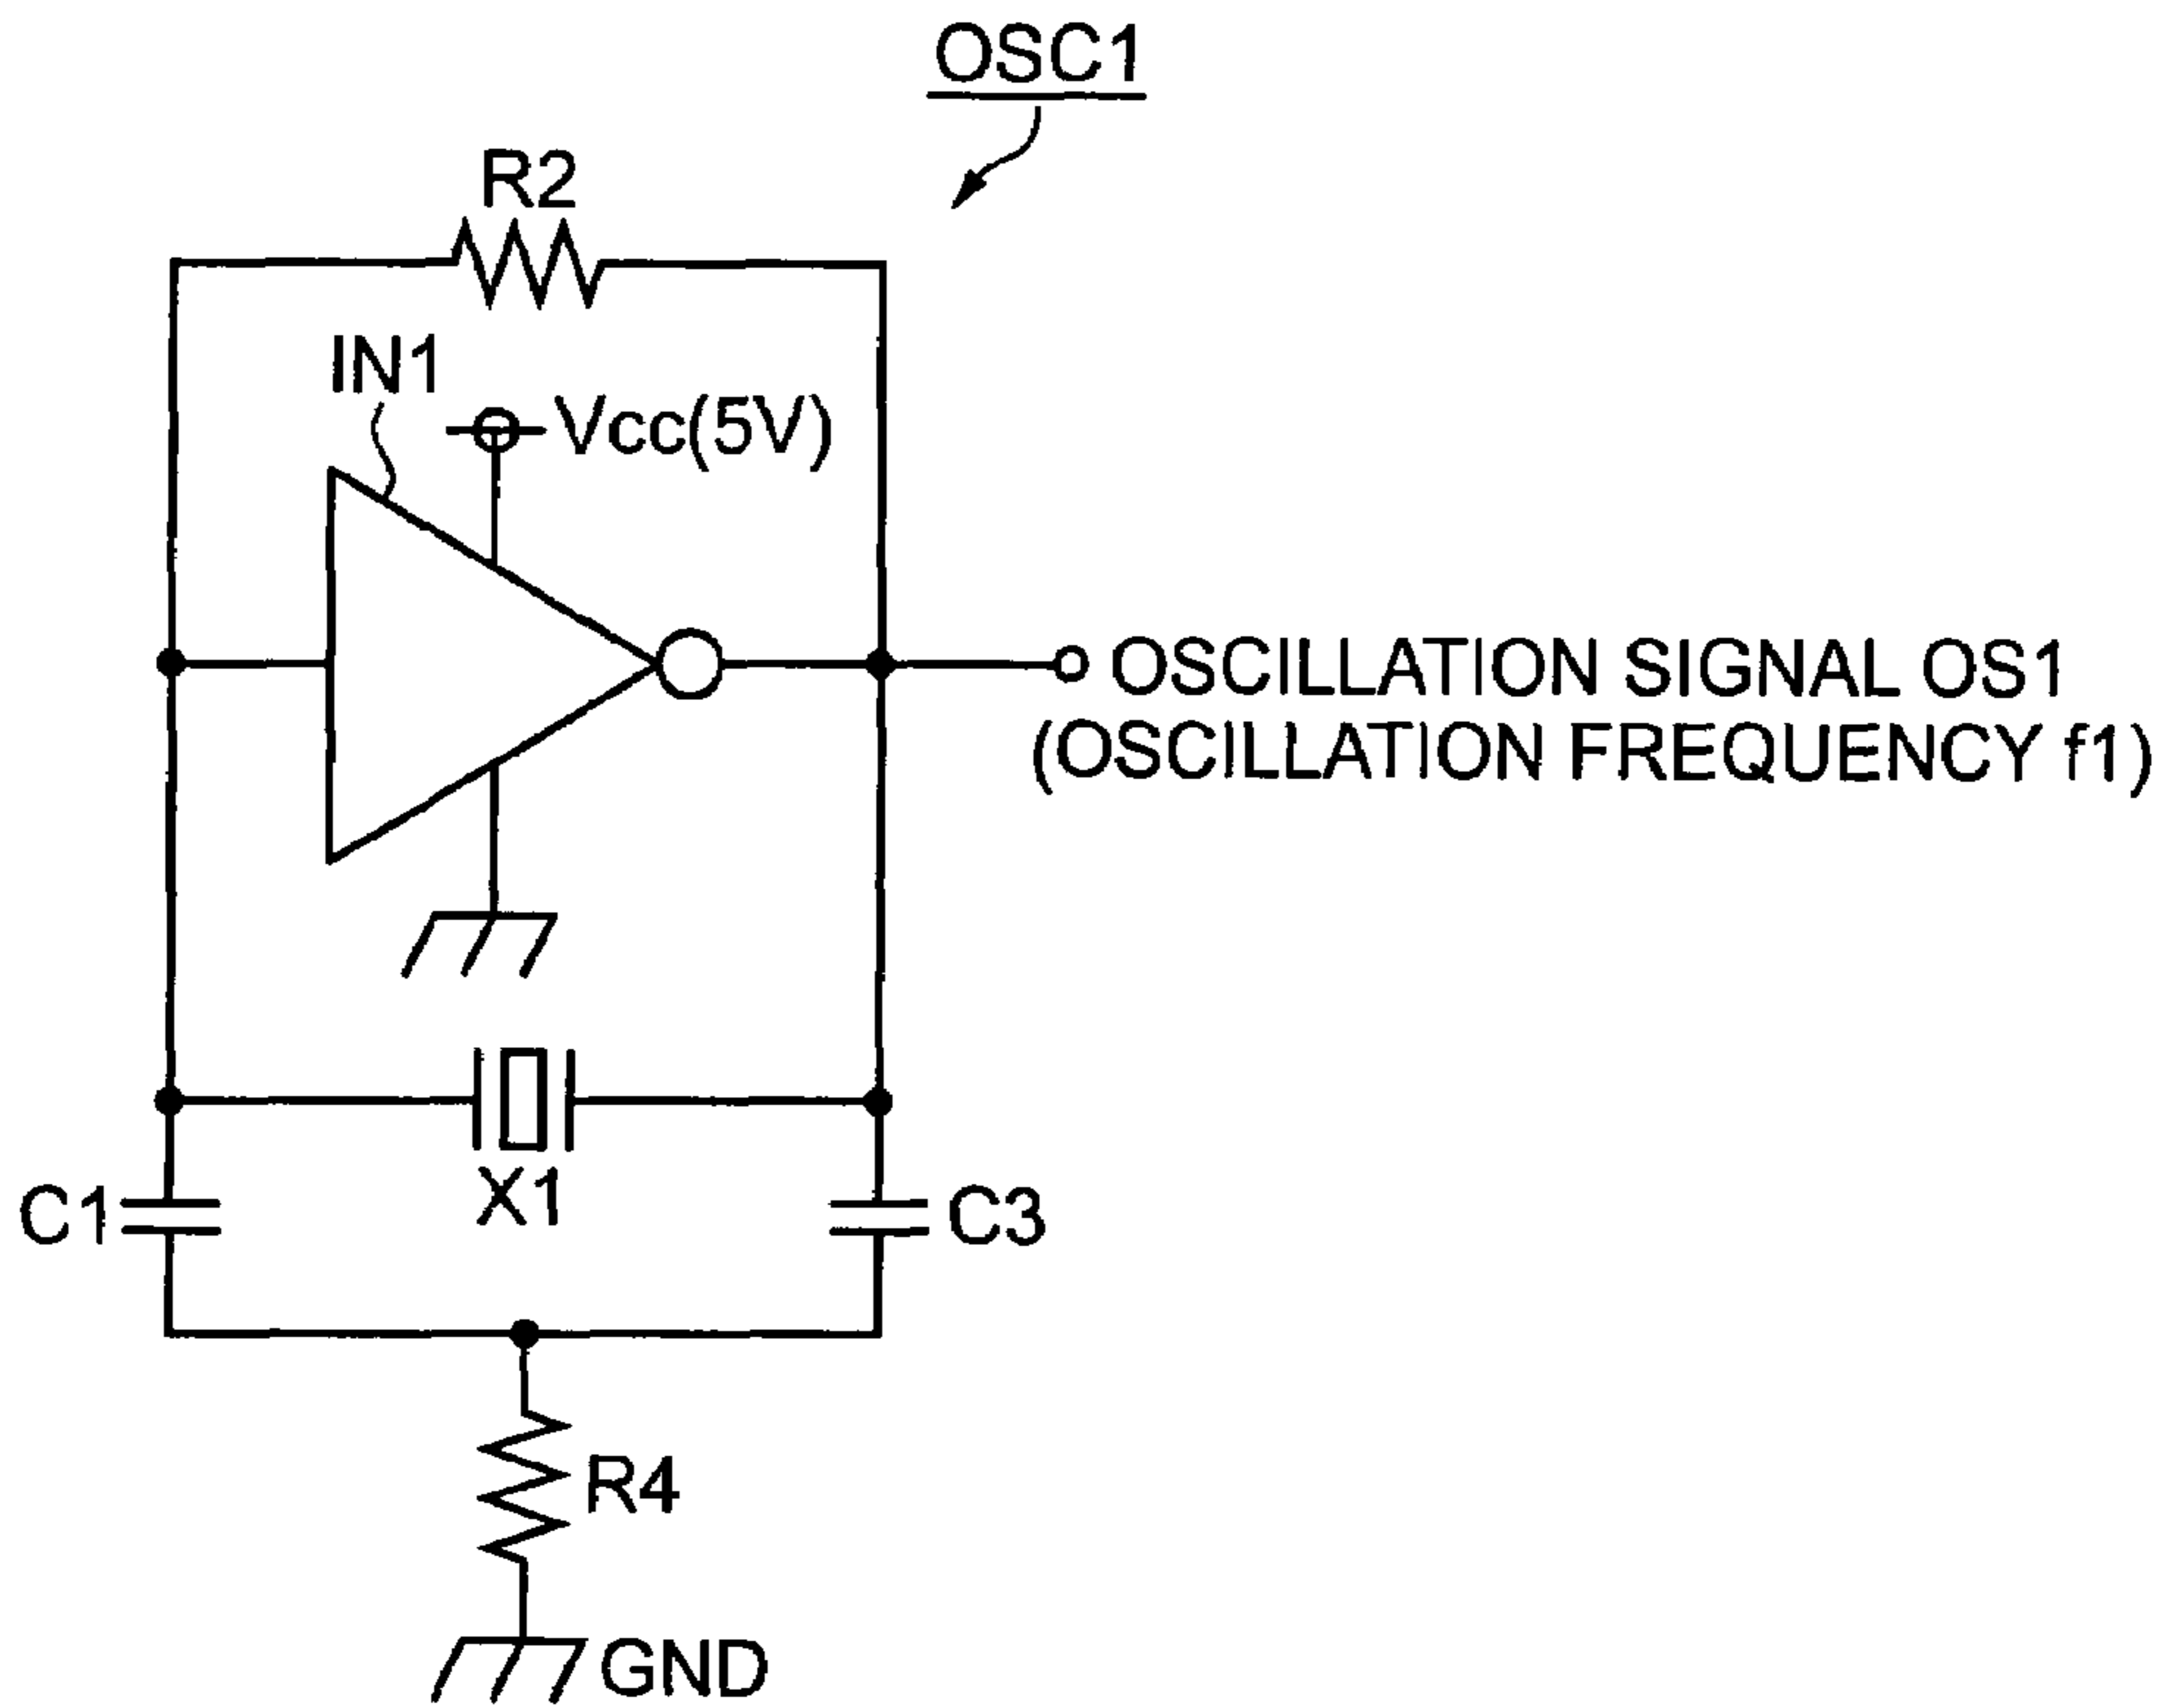 OSC1
R2
IN1
Vcc(5V)
OSCILLATION SIGNAL OS1
(OSCILLATION FREQUENCY f1)
X1
C1
C3
R4
GND